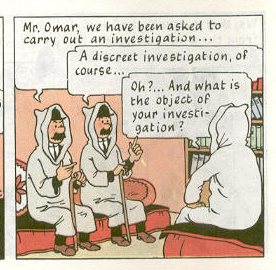 Mr. Omar, we have been asked to
carry out an investigation...
A discreet investigation, of
course...
Oh?... And what is
the object of
your investi-
gation?